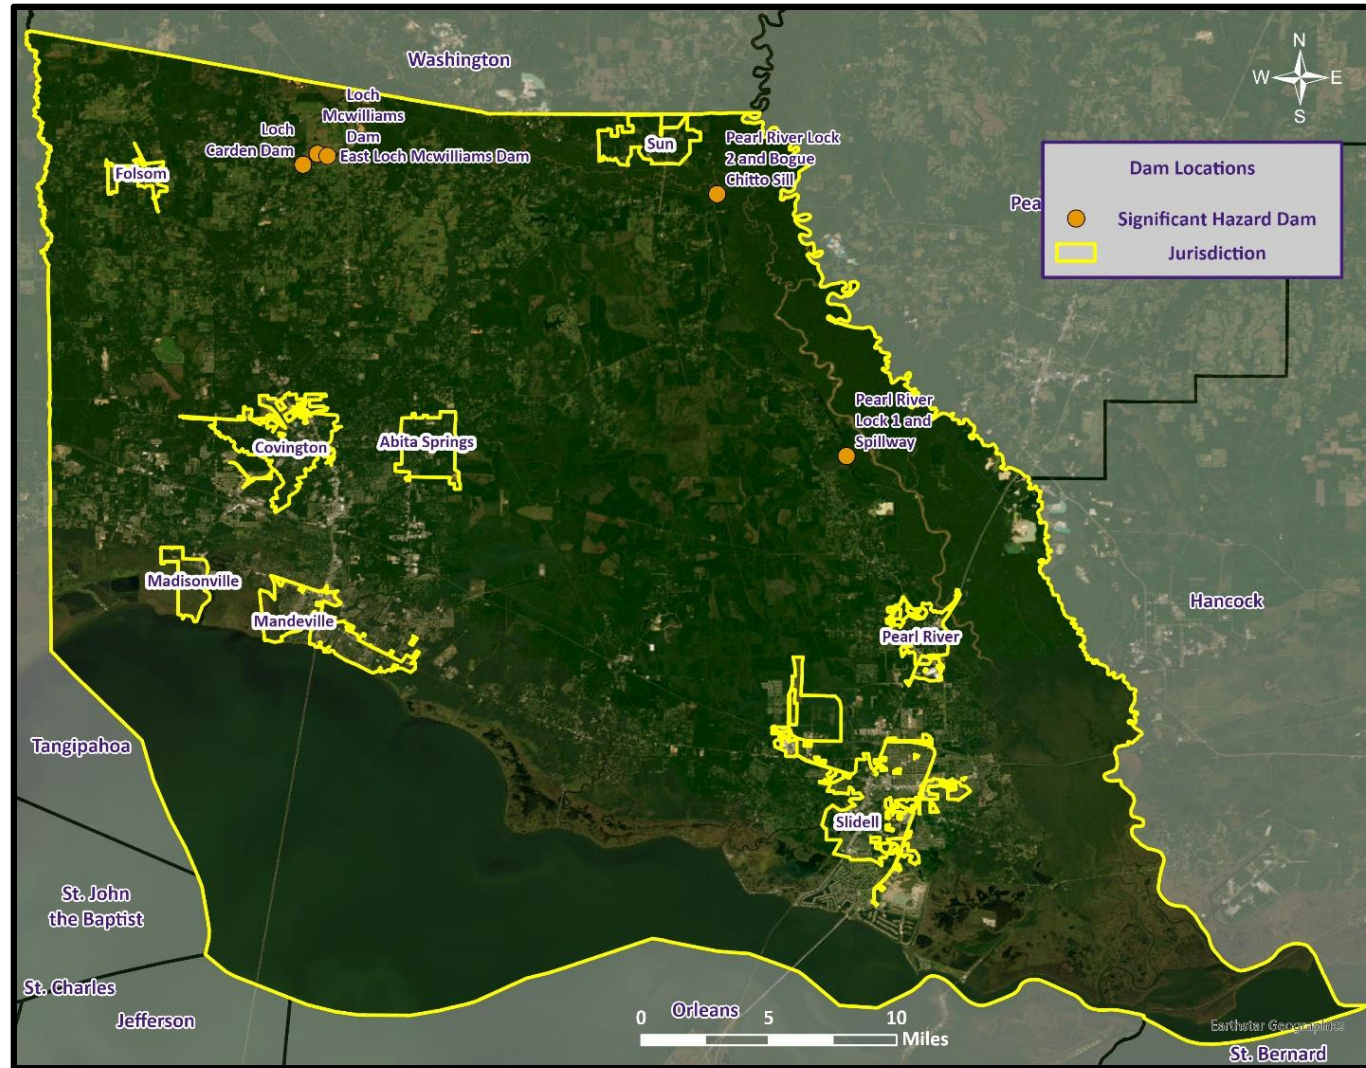 Washington
N
W
E
S
Loch
Mcwilliams
Dam
Loch
Carden Dam
East Loch Mcwilliams Dam
Sun
Pearl River Lock
2 and Bogue
Chitto Sill
Folsom
Dam Locations
Significant Hazard Dam
Jurisdiction
Pea
Pearl River
Lock 1 and
Spillway
Covington
Abita Springs
Madisonville
Mandeville
Hancock
Pearl River
Tangipahoa
Slidell
St. John
the Baptist
St. Charles
Jefferson
Orleans
0 5 10
Miles
Earthstar Geographics
St. Bernard